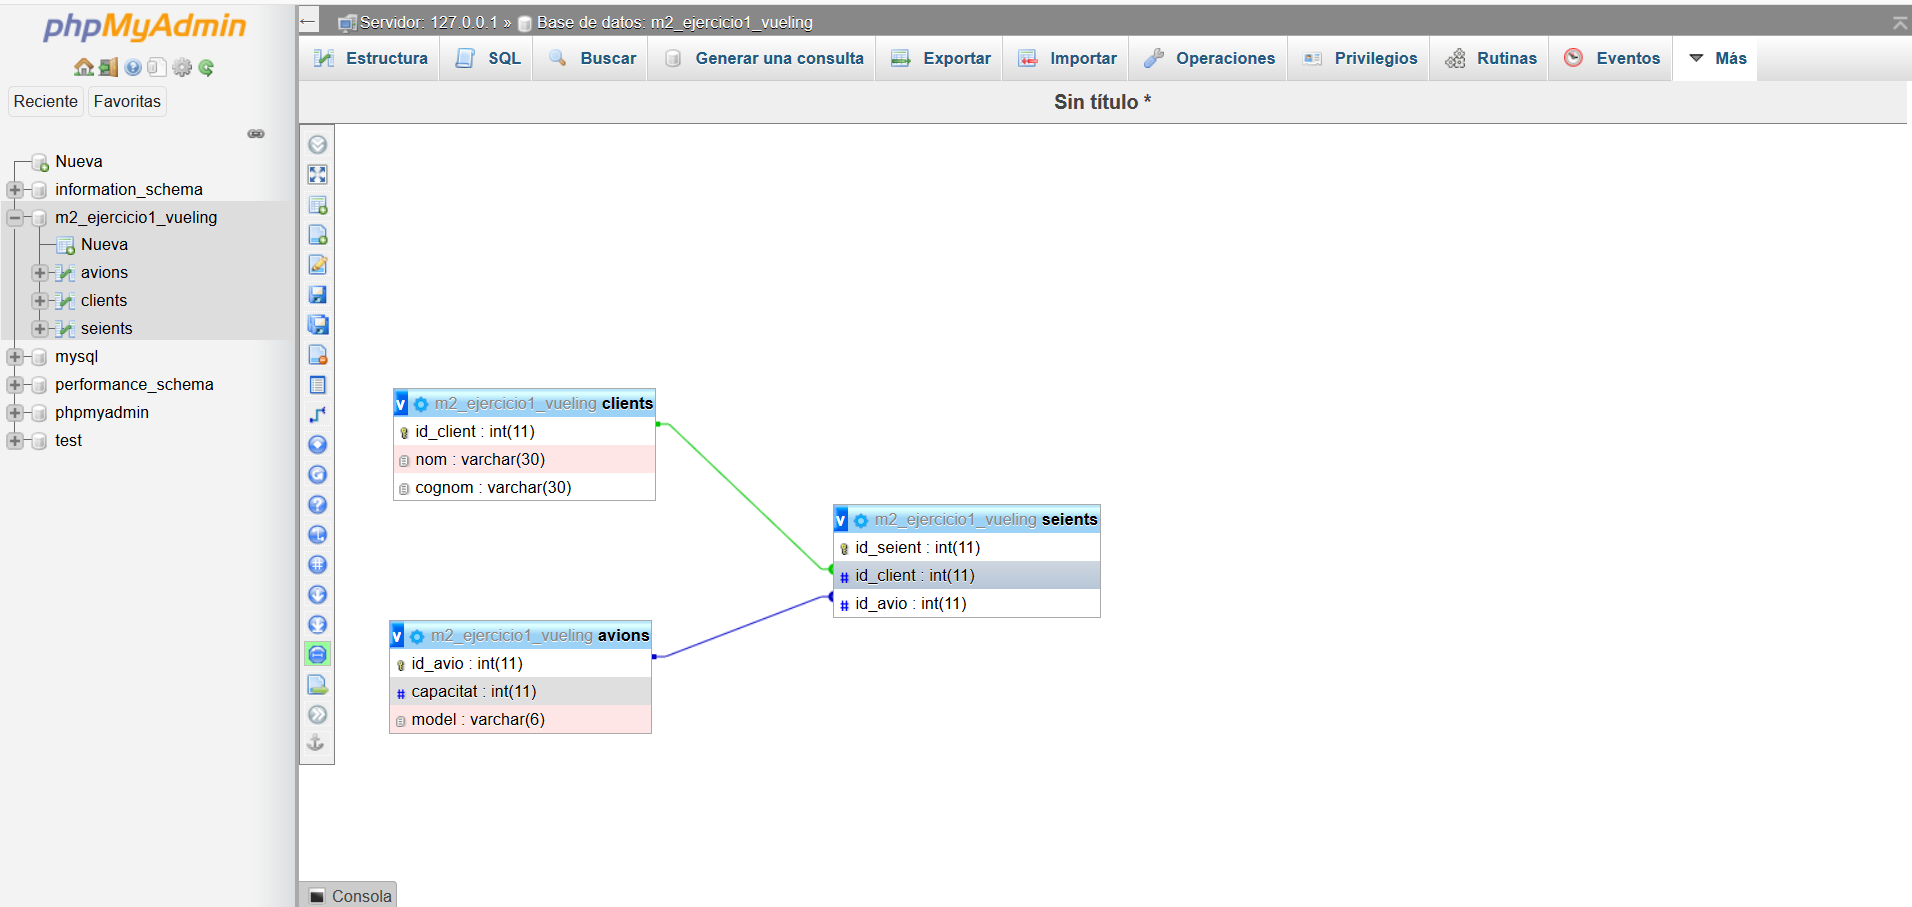 phpMyAdmin
Reciente Favoritas
Nueva
information_schema
m2_ejercicio1_vueling
Nueva
avions
clients
seients
mysql
performance_schema
phpmyadmin
test
Servidor: 127.0.0.1 » Base de datos: m2_ejercicio1_vueling
Estructura SQL Buscar Generar una consulta Exportar Importar Operaciones Privilegios Rutinas Eventos Más
Sin título *
v m2_ejercicio1_vueling clients
id_client : int(11)
nom : varchar(30)
cognom : varchar(30)
v m2_ejercicio1_vueling seients
id_seient : int(11)
# id_client : int(11)
# id_avio : int(11)
v m2_ejercicio1_vueling avions
id_avio : int(11)
# capacitat : int(11)
model : varchar(6)
Consola